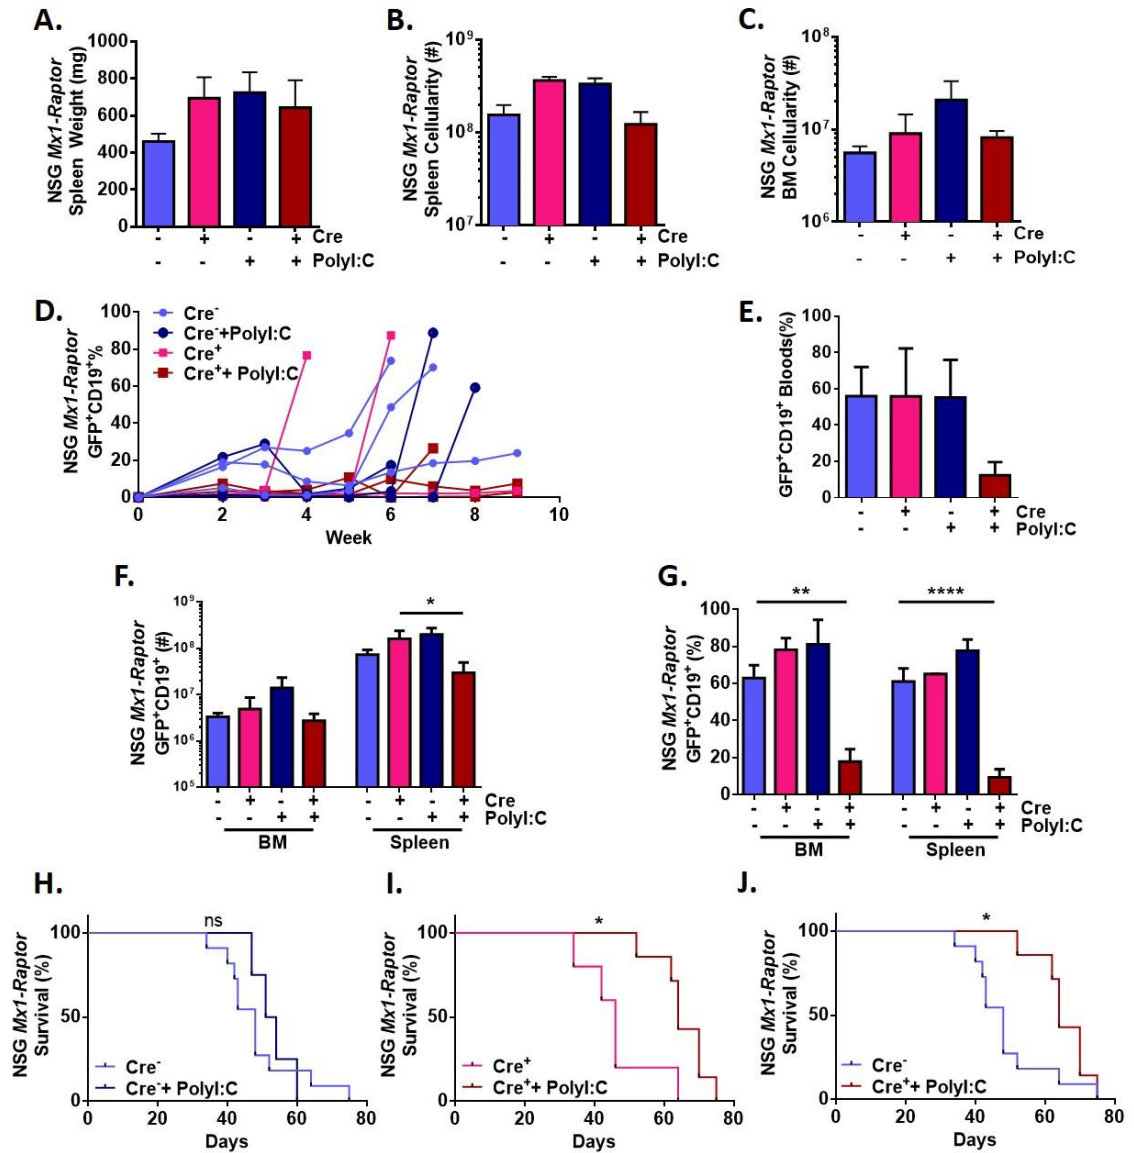 A.
NSG Mx1-Raptor
Spleen Weight (mg)
1000
800
600
400
200
0
- + - + Cre
- - + + PolyI:C
B.
NSG Mx1-Raptor
Spleen Cellularity (#)
10⁹
10⁸
10⁷
- + - + Cre
- - + + PolyI:C
C.
NSG Mx1-Raptor
BM Cellularity (#)
10⁸
10⁷
10⁶
- + - + Cre
- - + + PolyI:C
D.
NSG Mx1-Raptor
GFP⁺CD19⁺%
100
80
60
40
20
0
Cre⁻
Cre⁻+PolyI:C
Cre⁺
Cre⁺+ PolyI:C
0 2 4 6 8 10
Week
E.
GFP⁺CD19⁺ Bloods(%)
100
80
60
40
20
0
- + - + Cre
- - + + PolyI:C
F.
NSG Mx1-Raptor
GFP⁺CD19⁺ (#)
10⁹
10⁸
10⁷
10⁶
10⁵
*
- + - + - + - + Cre
- - + + - - + + PolyI:C
BM Spleen
G.
NSG Mx1-Raptor
GFP⁺CD19⁺ (%)
100
80
60
40
20
0
** ****
- + - + - + - + Cre
- - + + - - + + PolyI:C
BM Spleen
H.
NSG Mx1-Raptor
Survival (%)
100
50
0
ns
Cre⁻
Cre⁻+ PolyI:C
0 20 40 60 80
Days
I.
NSG Mx1-Raptor
Survival (%)
100
50
0
*
Cre⁺
Cre⁺+ PolyI:C
0 20 40 60 80
Days
J.
NSG Mx1-Raptor
Survival (%)
100
50
0
*
Cre⁻
Cre⁺+ PolyI:C
0 20 40 60 80
Days